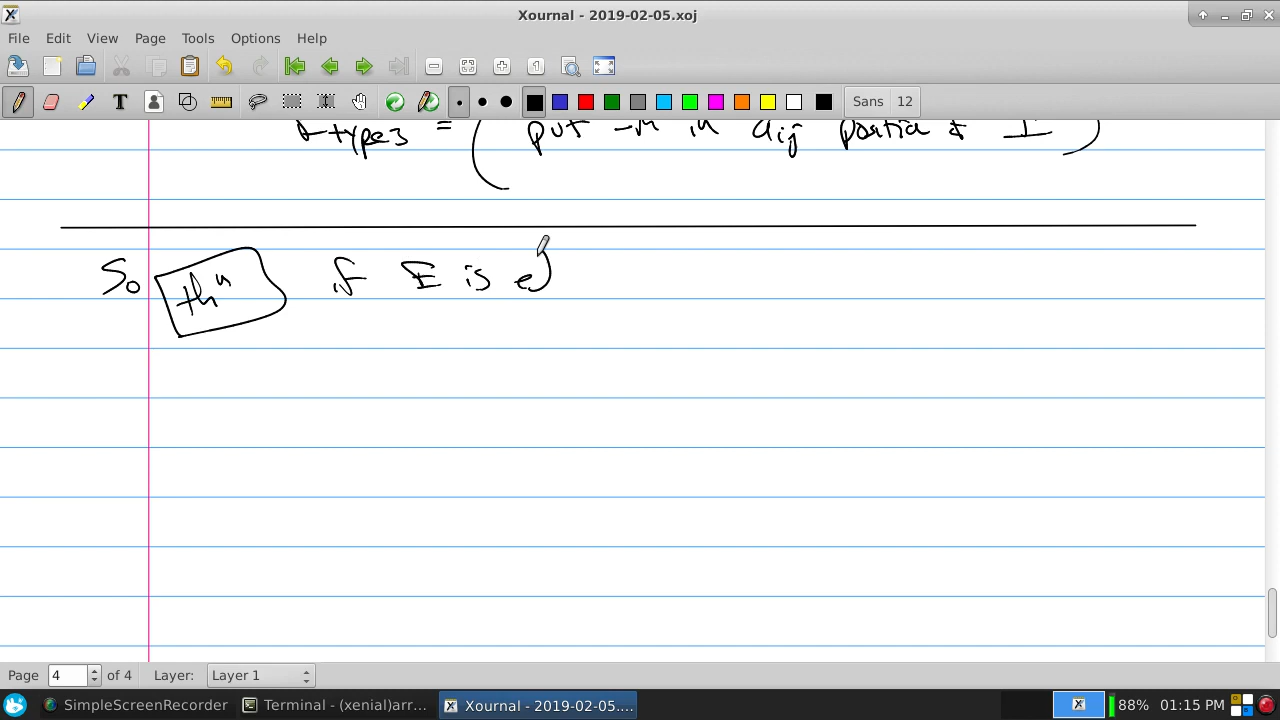 Xournal - 2019-02-05.xoj
File Edit View Page Tools Options Help
Sans 12
types = ( put -M in aij position of I )
So thm if E is e
Page 4 of 4 Layer: Layer 1
SimpleScreenRecorder Terminal - (xenial)arr... Xournal - 2019-02-05.... 88% 01:15 PM